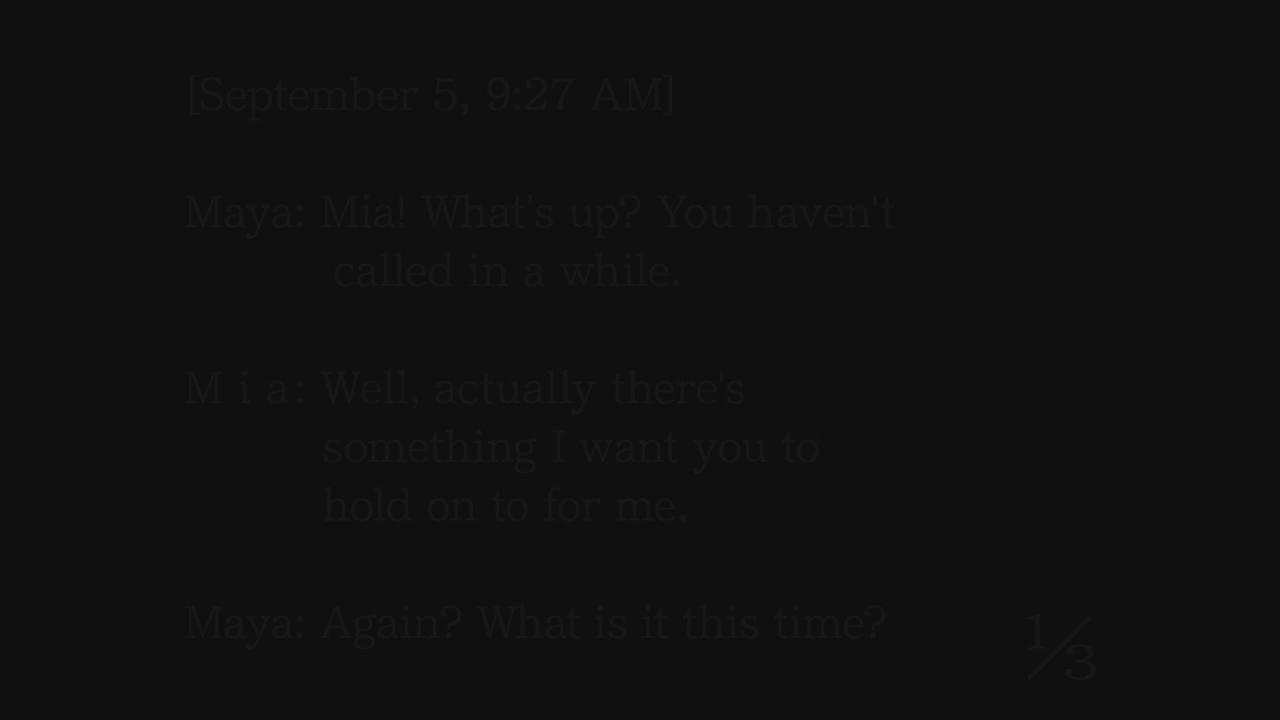 [September 5, 9:27 AM]
Maya: Mia! What's up? You haven't
called in a while.
M i a: Well, actually there's
something I want you to
hold on to for me.
Maya: Again? What is it this time?
1/3